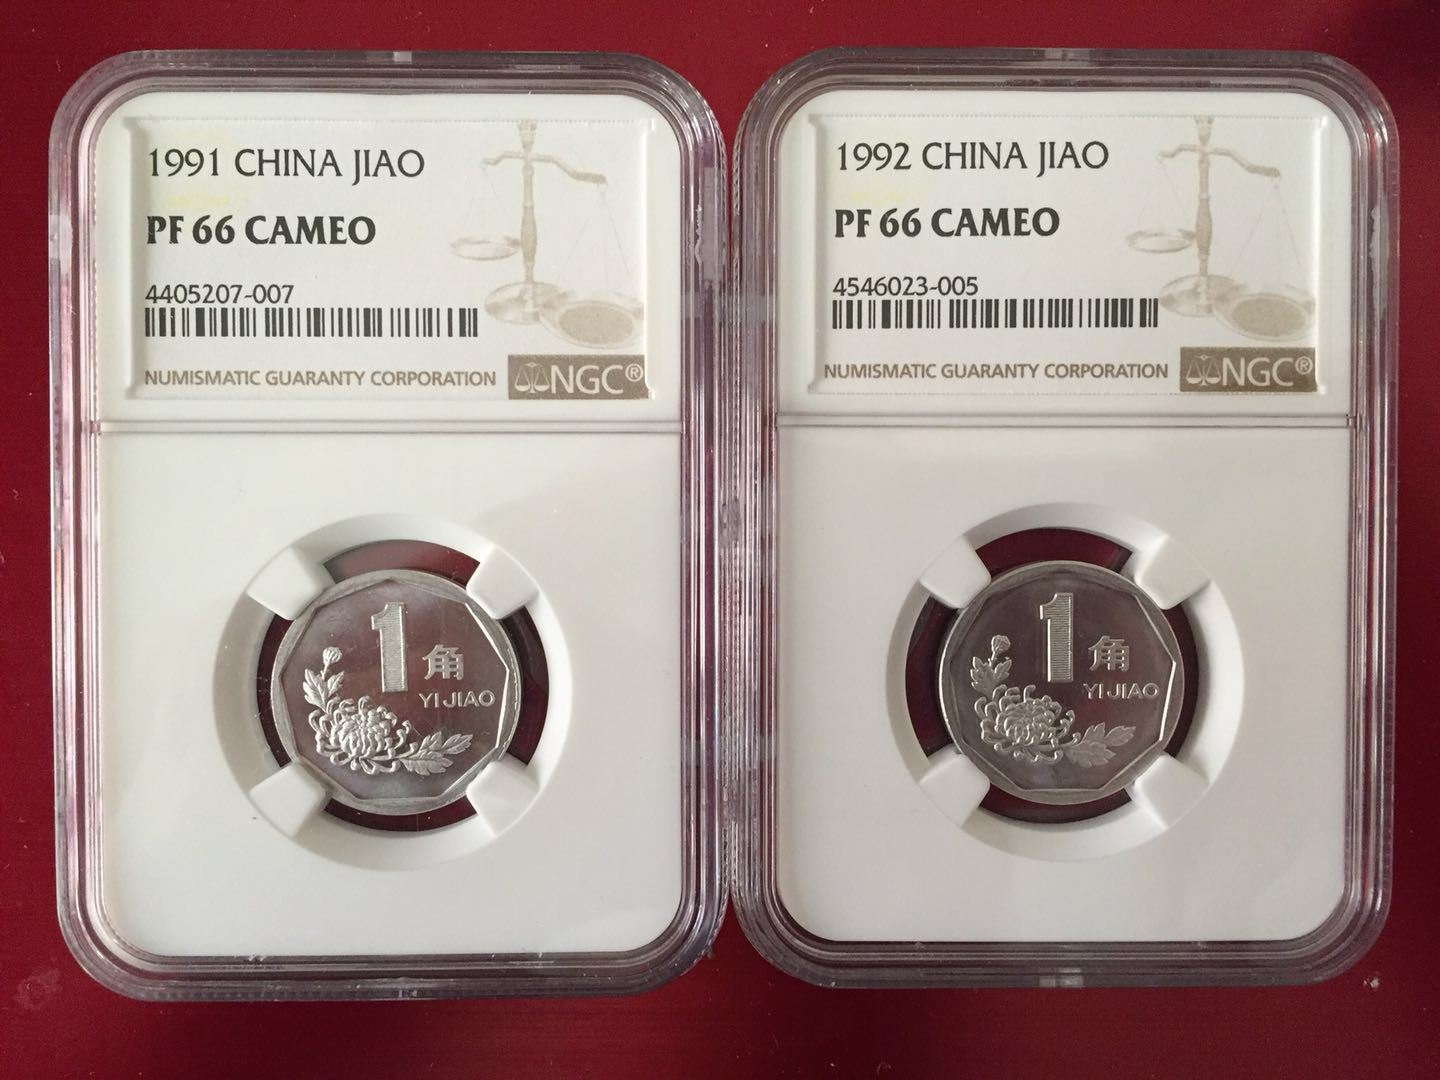 1991 CHINA JIAO
PF 66 CAMEO
4405207-007
NUMISMATIC GUARANTY CORPORATION NGC®
1角
YI JIAO
1992 CHINA JIAO
PF 66 CAMEO
4546023-005
NUMISMATIC GUARANTY CORPORATION NGC®
1角
YI JIAO